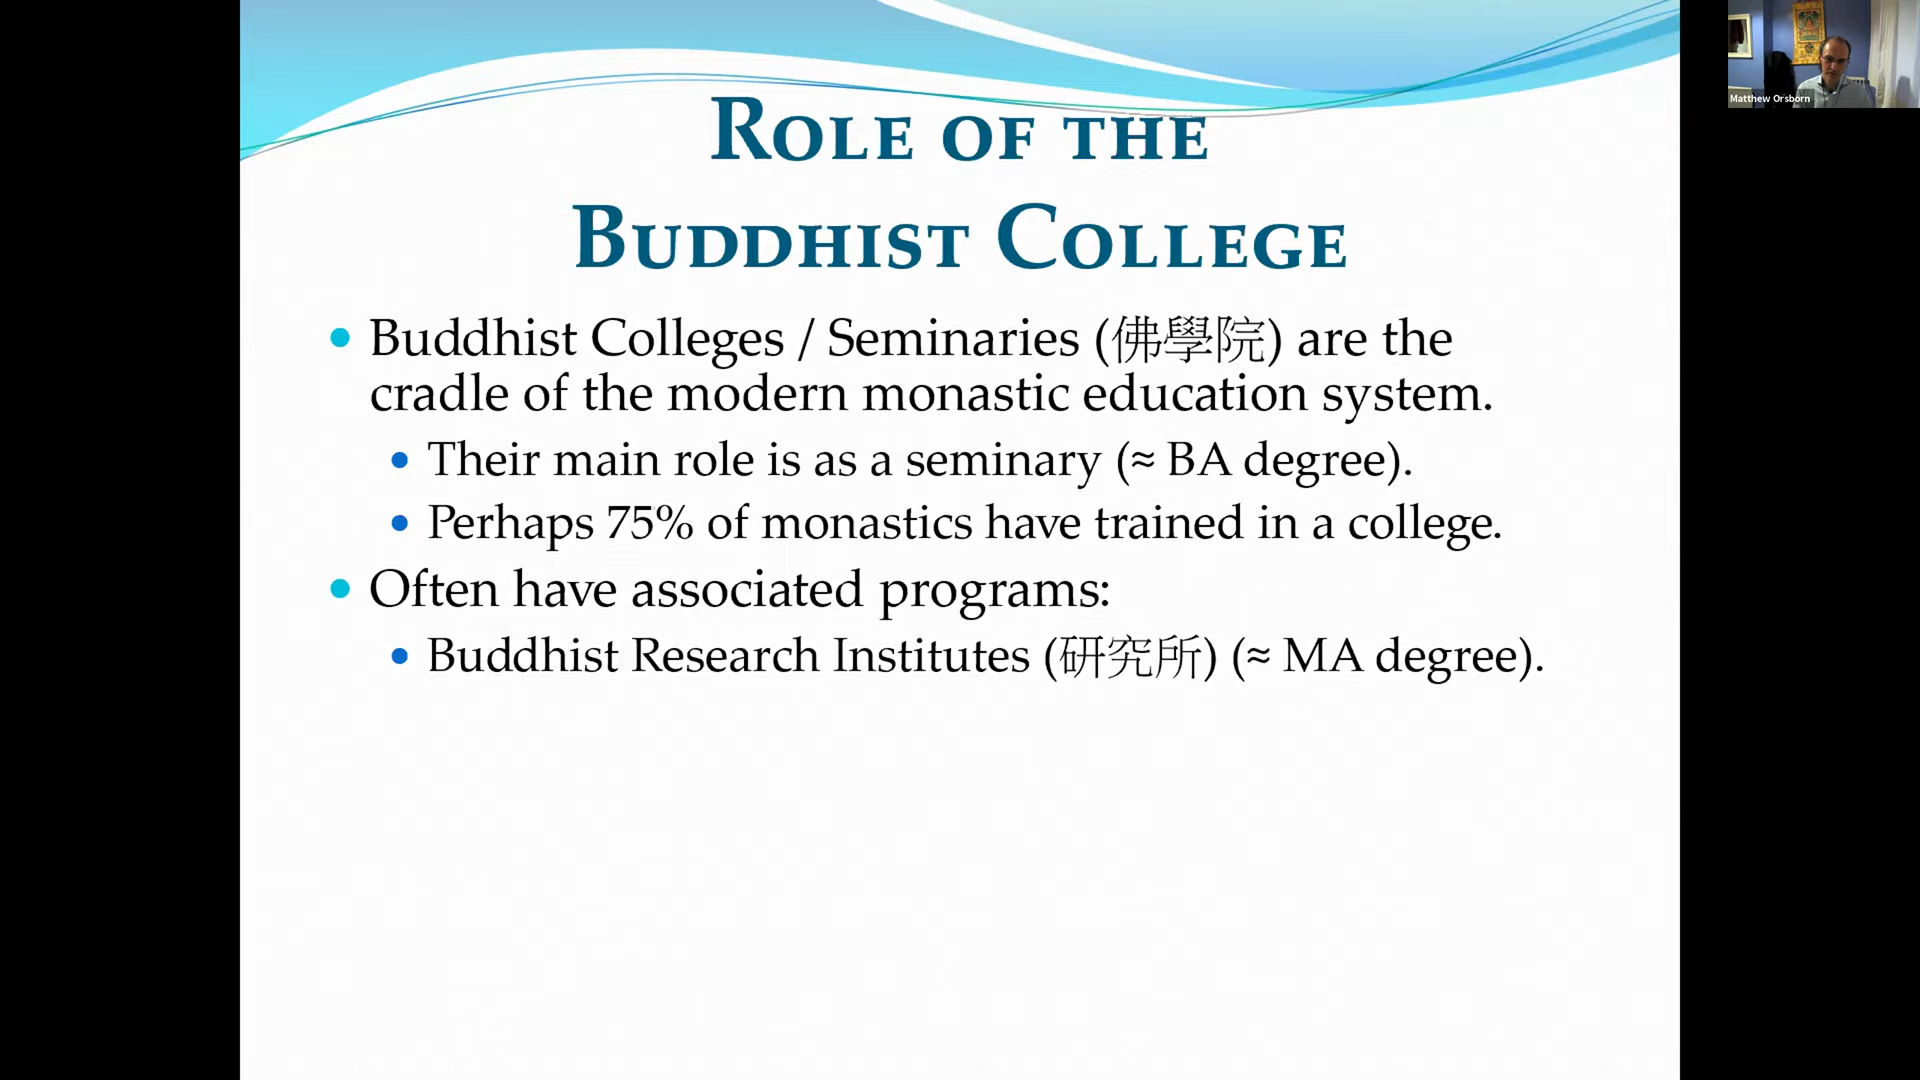 Role of the
Buddhist College
Buddhist Colleges / Seminaries (佛學院) are the
cradle of the modern monastic education system.
Their main role is as a seminary (≈ BA degree).
Perhaps 75% of monastics have trained in a college.
Often have associated programs:
Buddhist Research Institutes (研究所) (≈ MA degree).
Matthew Orsborn